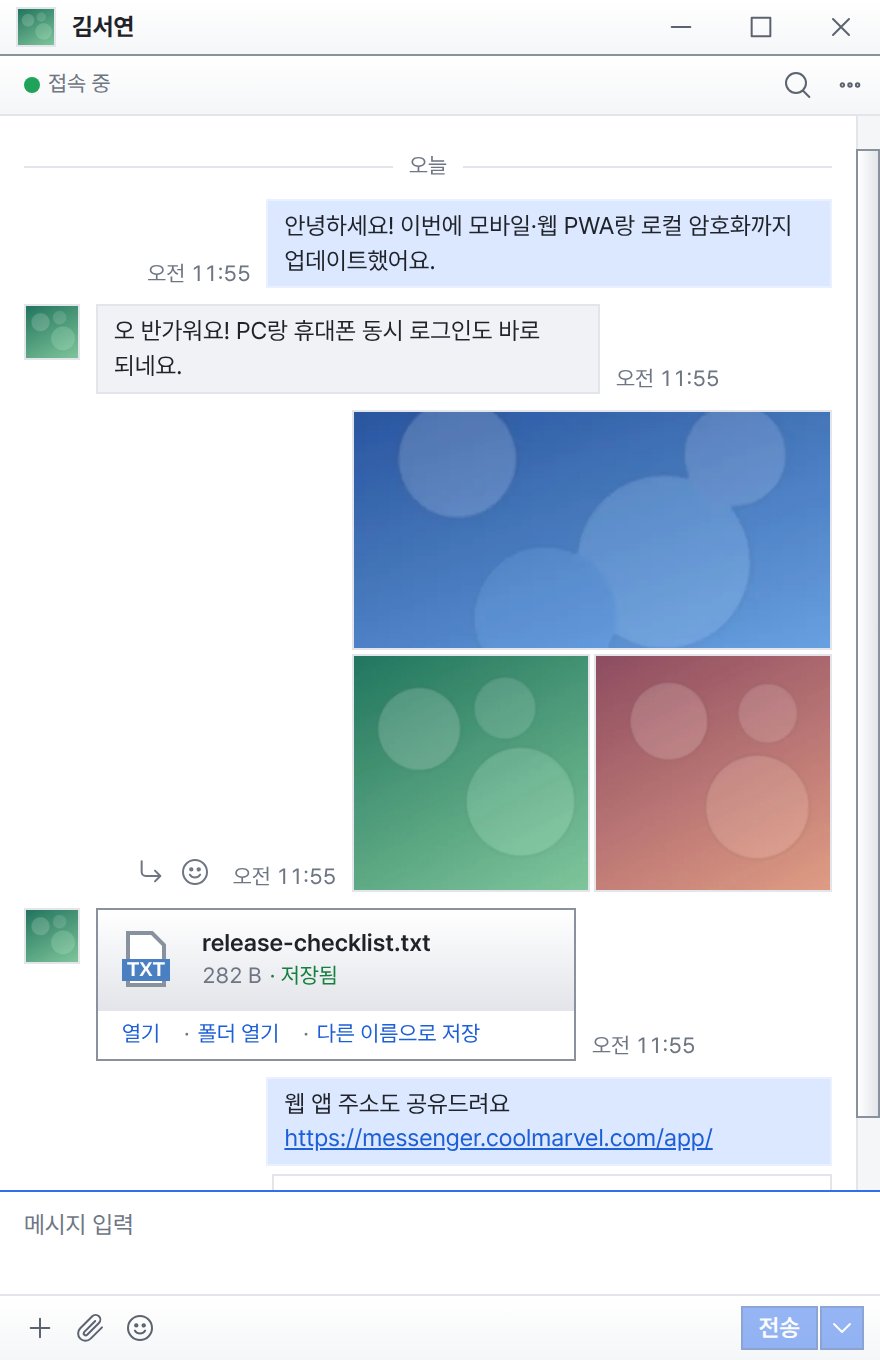 김서연
접속 중
오늘
안녕하세요! 이번에 모바일·웹 PWA랑 로컬 암호화까지
업데이트했어요.
오전 11:55
오 반가워요! PC랑 휴대폰 동시 로그인도 바로
되네요.
오전 11:55
오전 11:55
release-checklist.txt
TXT
282 B · 저장됨
열기 · 폴더 열기 · 다른 이름으로 저장
오전 11:55
웹 앱 주소도 공유드려요
https://messenger.coolmarvel.com/app/
메시지 입력
전송